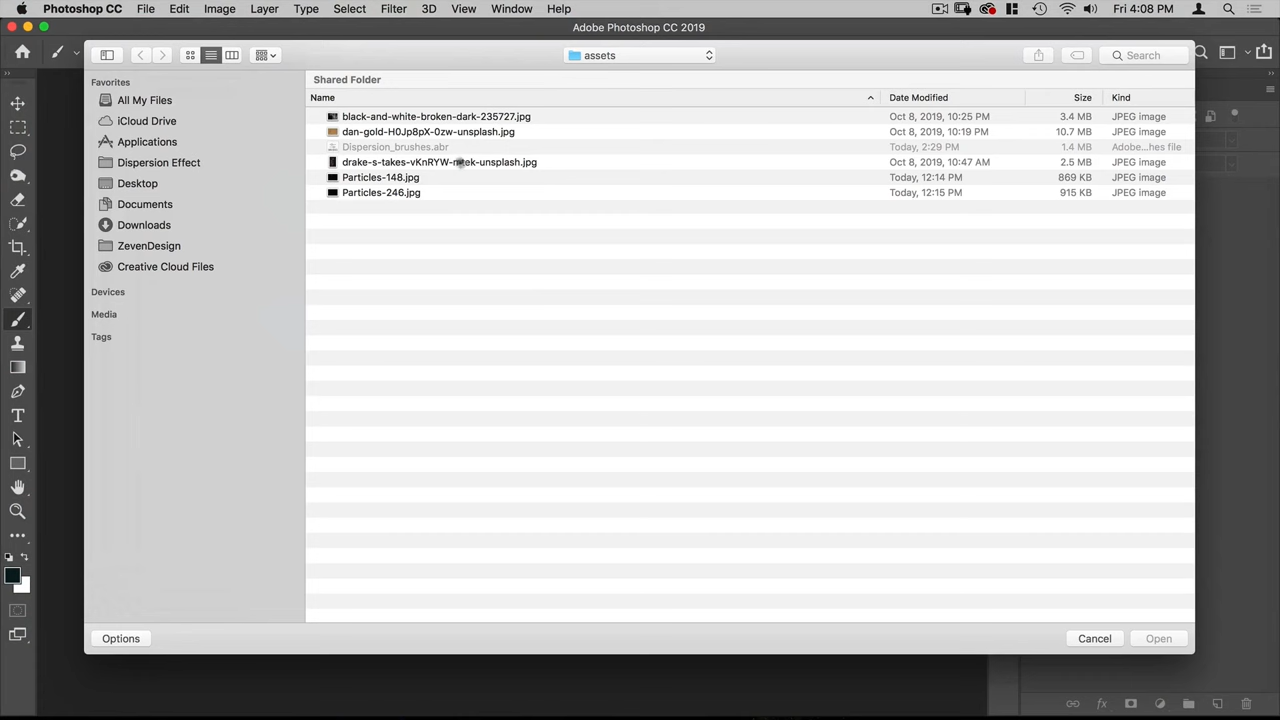 Photoshop CC File Edit Image Layer Type Select Filter 3D View Window Help Fri 4:08 PM
Adobe Photoshop CC 2019
assets
Search
Favorites
All My Files
iCloud Drive
Applications
Dispersion Effect
Desktop
Documents
Downloads
ZevenDesign
Creative Cloud Files
Devices
Media
Tags
Shared Folder
Name Date Modified Size Kind
black-and-white-broken-dark-235727.jpg Oct 8, 2019, 10:25 PM 3.4 MB JPEG image
dan-gold-H0Jp8pX-0zw-unsplash.jpg Oct 8, 2019, 10:19 PM 10.7 MB JPEG image
Dispersion_brushes.abr Today, 2:29 PM 1.4 MB Adobe...hes file
Oct 8, 2019, 10:47 AM 2.5 MB JPEG image
Particles-148.jpg Today, 12:14 PM 869 KB JPEG image
Particles-246.jpg Today, 12:15 PM 915 KB JPEG image
Options Cancel Open